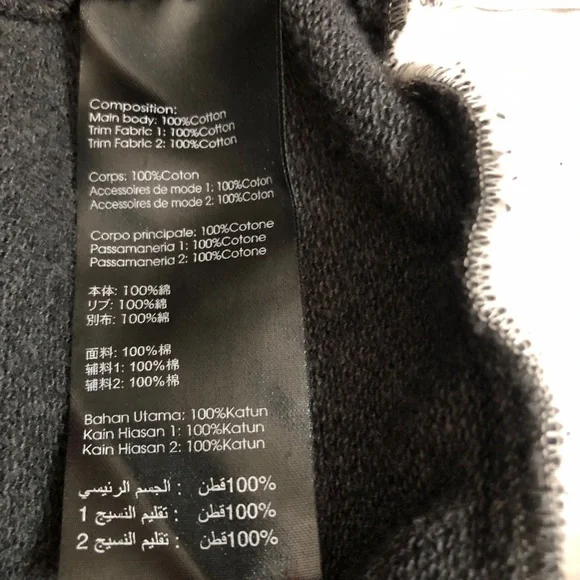 Composition:
Main body: 100%Cotton
Trim Fabric 1: 100%Cotton
Trim Fabric 2: 100%Cotton
Corps: 100%Coton
Accessoires de mode 1: 100%Coton
Accessoires de mode 2: 100%Coton
Corpo principale: 100%Cotone
Passamaneria 1: 100%Cotone
Passamaneria 2: 100%Cotone
本体: 100%綿
リブ: 100%綿
別布: 100%綿
面料: 100%棉
辅料1: 100%棉
辅料2: 100%棉
Bahan Utama: 100%Katun
Kain Hiasan 1: 100%Katun
Kain Hiasan 2: 100%Katun
الجسم الرئيسي : 100%قطن
تقليم النسيج 1 : 100%قطن
تقليم النسيج 2 : 100%قطن